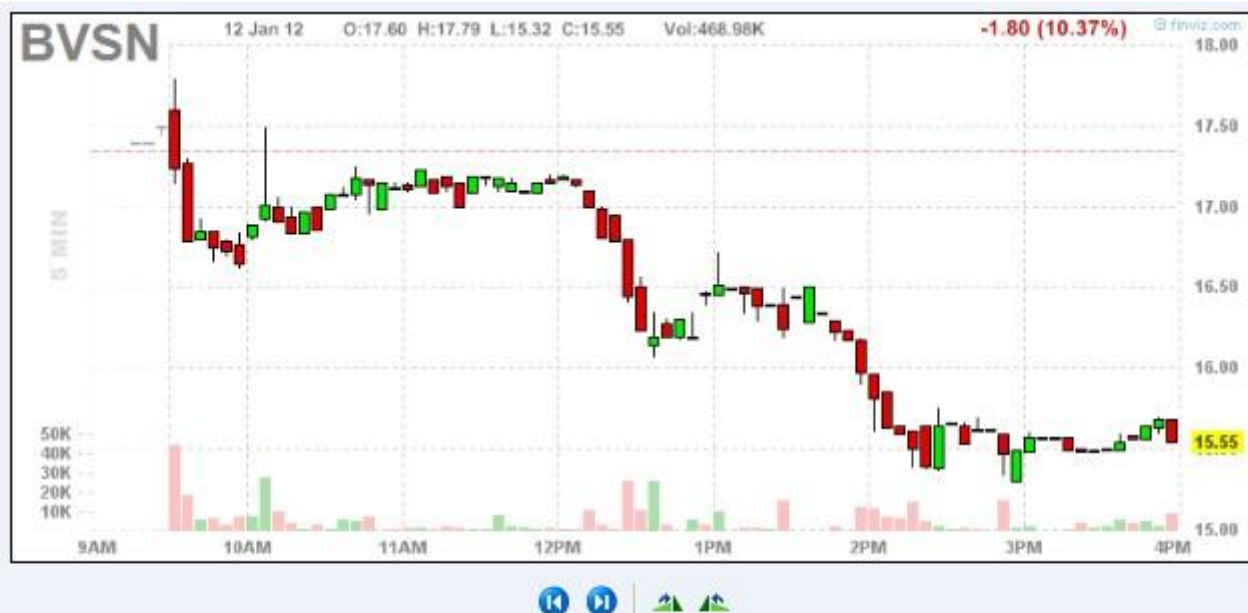 BVSN 12 Jan 12 O:17.60 H:17.79 L:15.32 C:15.55 Vol:468.98K -1.80 (10.37%) finviz.com
18.00
17.50
5 MIN
17.00
16.50
16.00
50K
15.55
40K
30K
20K
10K
15.00
9AM 10AM 11AM 12PM 1PM 2PM 3PM 4PM